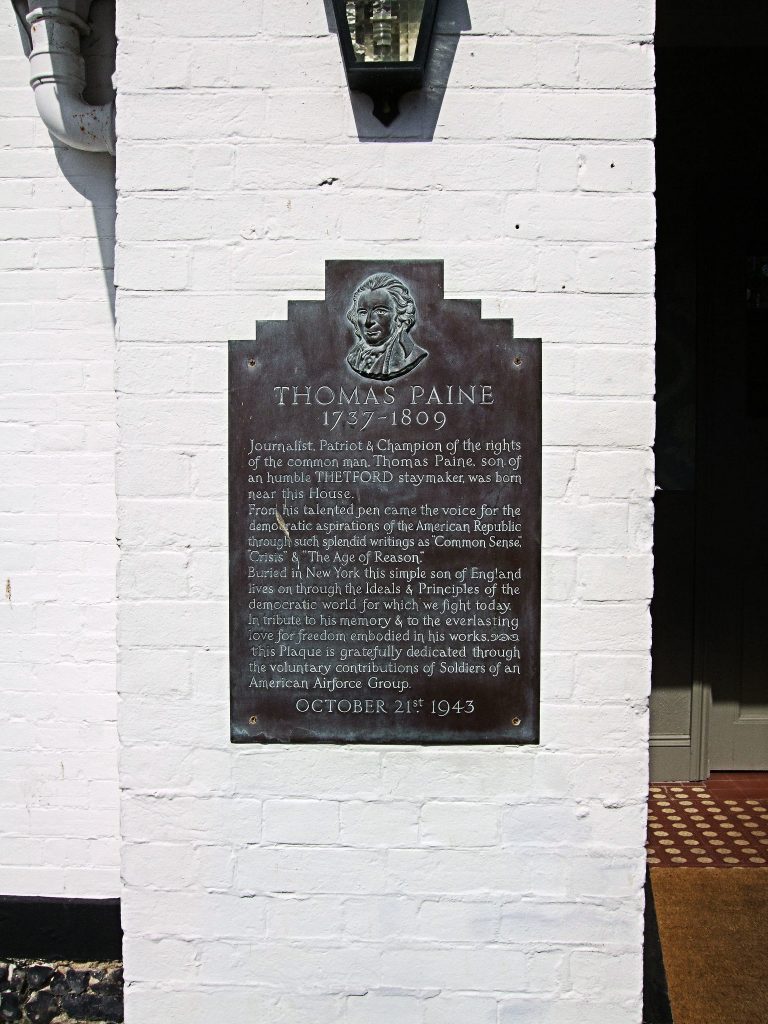 THOMAS PAINE
1737-1809
Journalist, Patriot & Champion of the rights
of the common man. Thomas Paine, son of
an humble THETFORD staymaker, was born
near this House.
From his talented pen came the voice for the
democratic aspirations of the American Republic
through such splendid writings as "Common Sense,"
"Crisis" & "The Age of Reason."
Buried in New York this simple son of England
lives on through the Ideals & Principles of the
democratic world for which we fight today.
In tribute to his memory & to the everlasting
love for freedom embodied in his works.
this Plaque is gratefully dedicated through
the voluntary contributions of Soldiers of an
American Airforce Group.
OCTOBER 21st. 1943